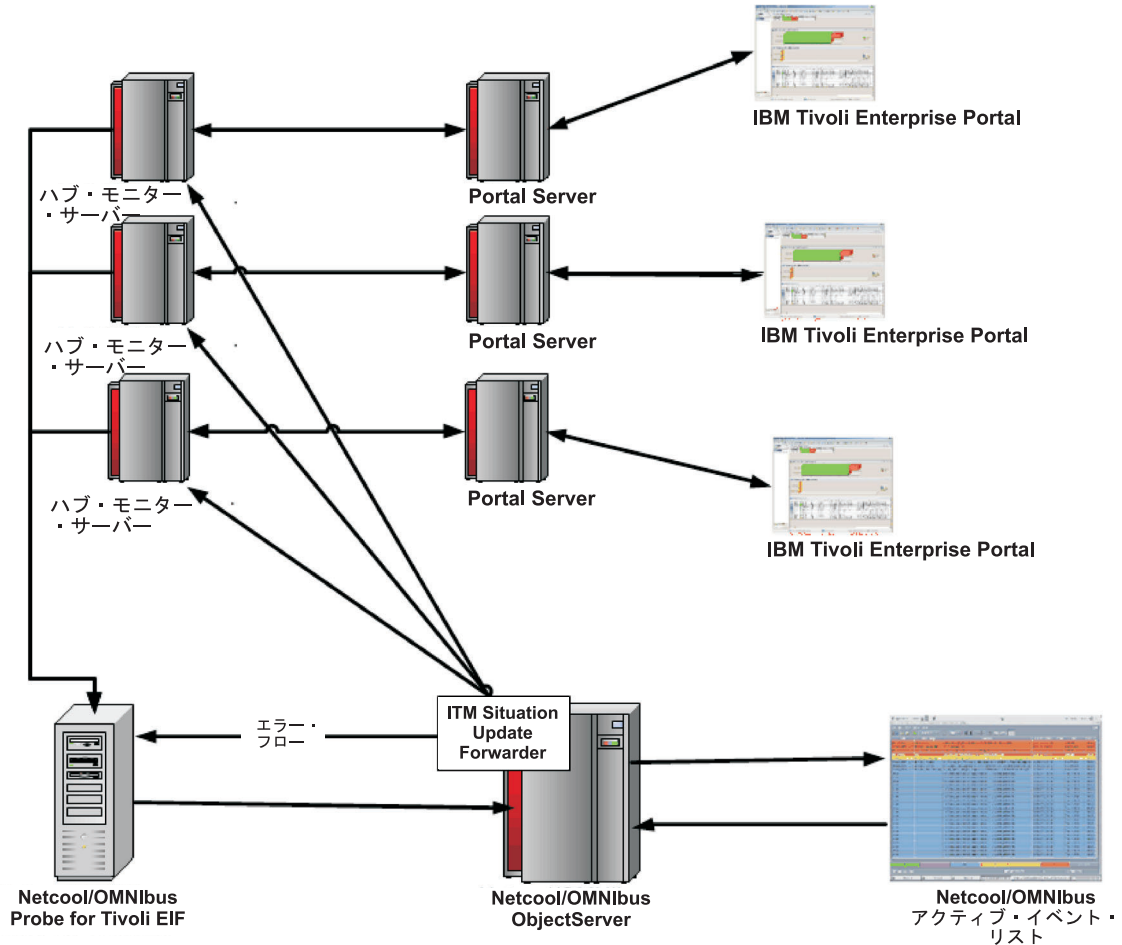 IBM Tivoli Enterprise Portal
ハブ・モニター
・サーバー
Portal Server
IBM Tivoli Enterprise Portal
ハブ・モニター
・サーバー
Portal Server
ハブ・モニター
・サーバー
Portal Server
IBM Tivoli Enterprise Portal
エラー・
フロー
ITM Situation
Update
Forwarder
Netcool/OMNIbus
Probe for Tivoli EIF
Netcool/OMNIbus
ObjectServer
Netcool/OMNIbus
アクティブ・イベント・
リスト